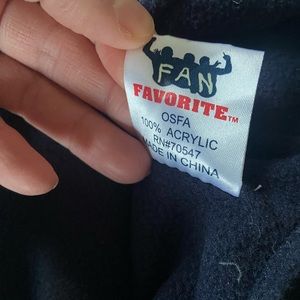 FAN
FAVORITE™
OSFA
100% ACRYLIC
RN#70547
MADE IN CHINA